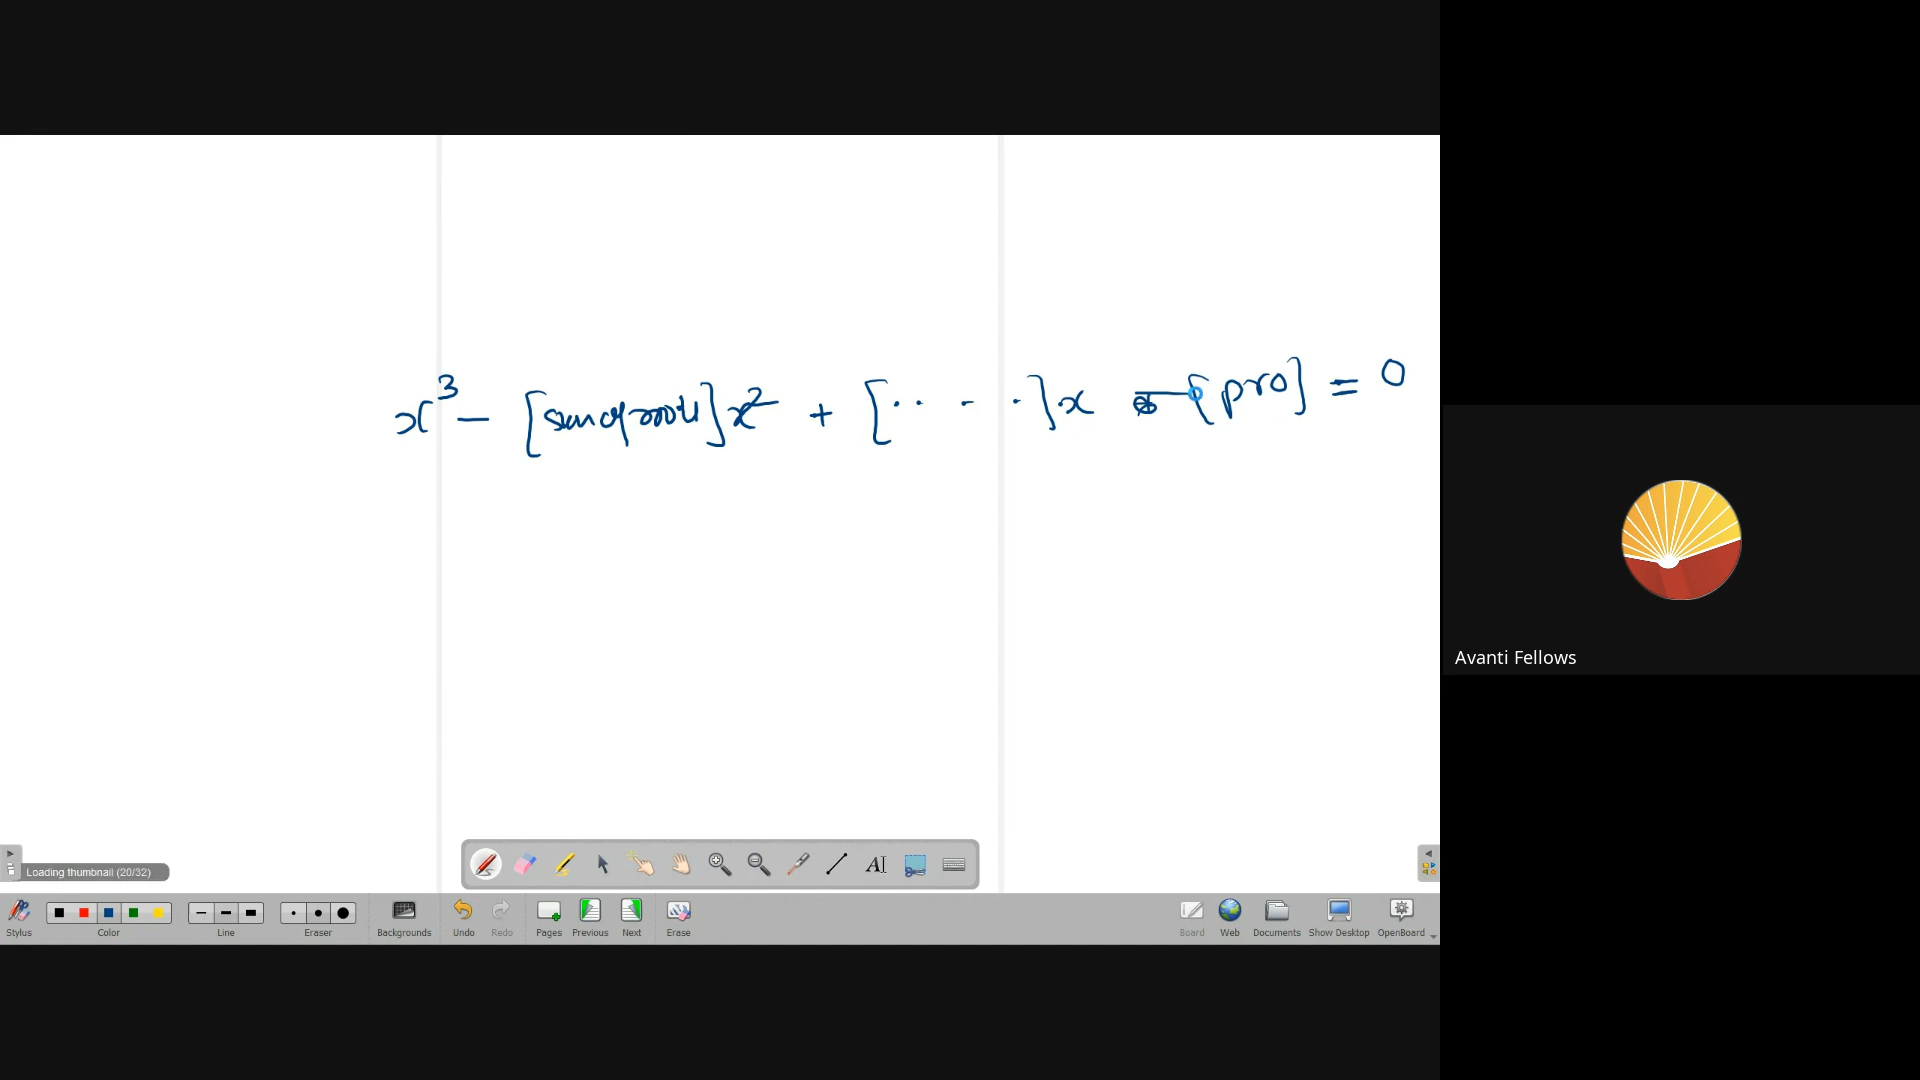 x³ - [sum of roots]x² + [.. . .].x - [pro] = 0
Avanti Fellows
Loading thumbnail (20/32)
Stylus Color Line Eraser Backgrounds Undo Redo Pages Previous Next Erase Board Web Documents Show Desktop OpenBoard